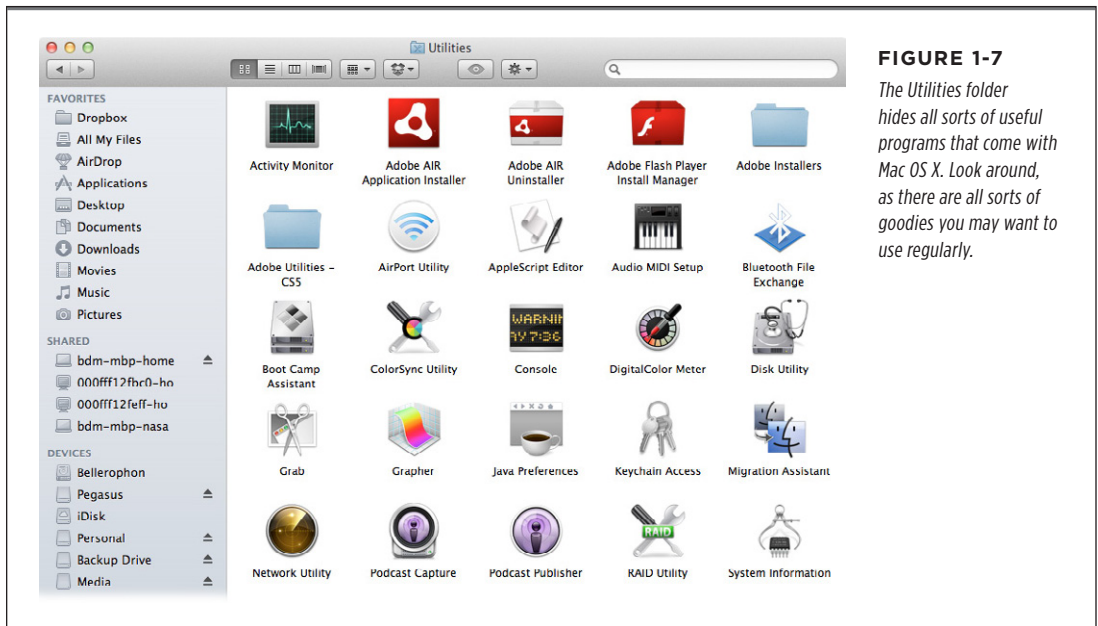 Utilities
FAVORITES
Dropbox
All My Files
AirDrop
Applications
Desktop
Documents
Downloads
Movies
Music
Pictures
SHARED
bdm-mbp-home
000fff12fbc0-ho
000fff12feff-ho
bdm-mbp-nasa
DEVICES
Bellerophon
Pegasus
iDisk
Personal
Backup Drive
Media
Activity Monitor
Adobe AIR
Application Installer
Adobe AIR
Uninstaller
Adobe Flash Player
Install Manager
Adobe Installers
Adobe Utilities –
CS5
AirPort Utility
AppleScript Editor
Audio MIDI Setup
Bluetooth File
Exchange
Boot Camp
Assistant
ColorSync Utility
WARNIN
AY 7:36
Console
DigitalColor Meter
Disk Utility
Grab
Grapher
Java Preferences
Keychain Access
Migration Assistant
Network Utility
Podcast Capture
Podcast Publisher
RAID
RAID Utility
System Information
FIGURE 1-7
The Utilities folder
hides all sorts of useful
programs that come with
Mac OS X. Look around,
as there are all sorts of
goodies you may want to
use regularly.